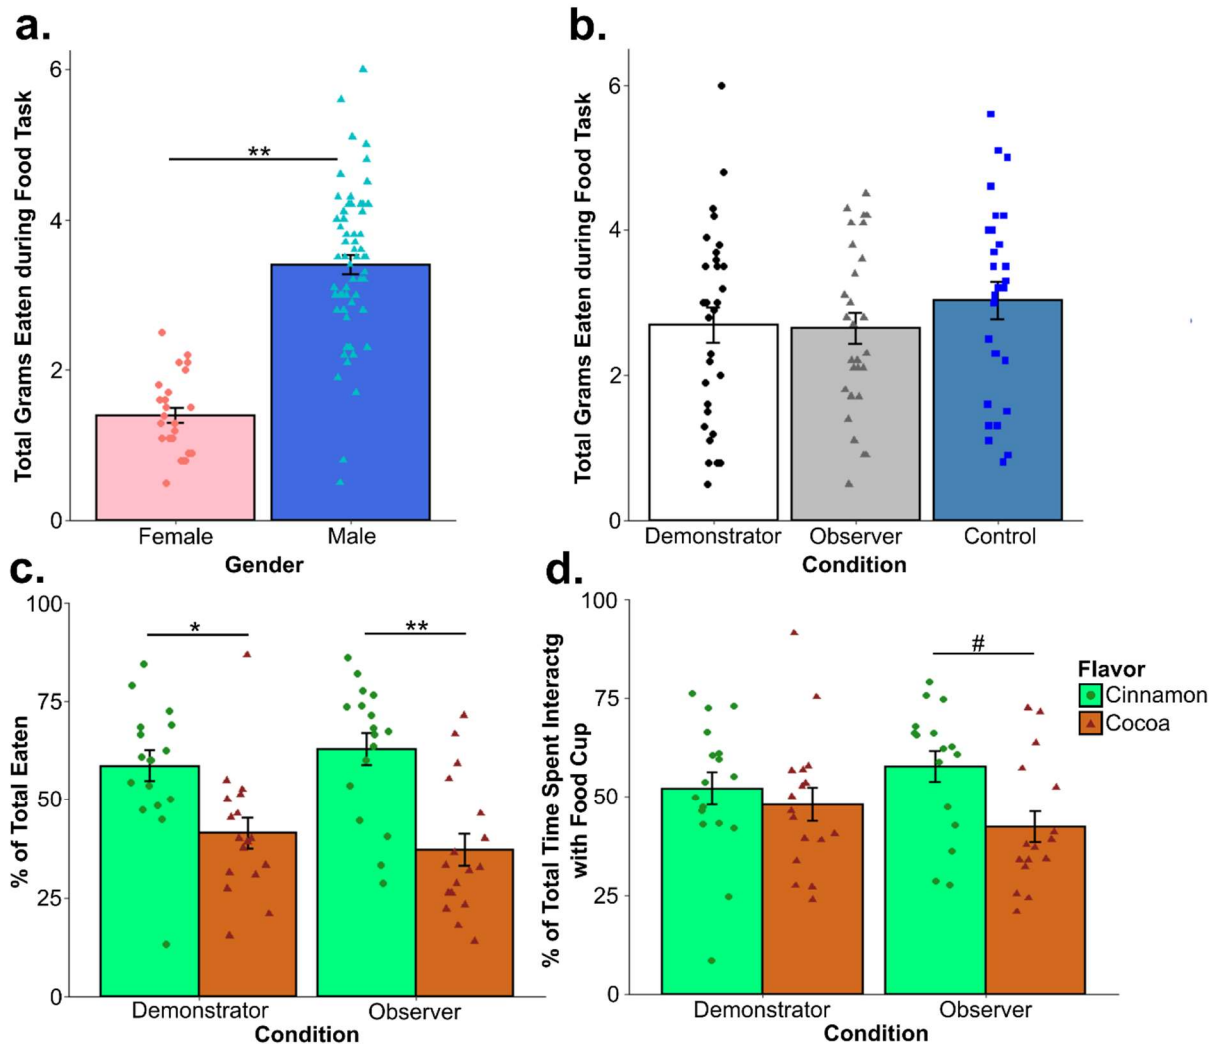 a.
Total Grams Eaten during Food Task
6
4
2
0
**
Female
Male
Gender
b.
Total Grams Eaten during Food Task
6
4
2
0
Demonstrator
Observer
Control
Condition
c.
% of Total Eaten
100
75
50
25
0
*
**
Demonstrator
Observer
Condition
d.
% of Total Time Spent Interactg
with Food Cup
100
75
50
25
0
#
Demonstrator
Observer
Condition
Flavor
Cinnamon
Cocoa